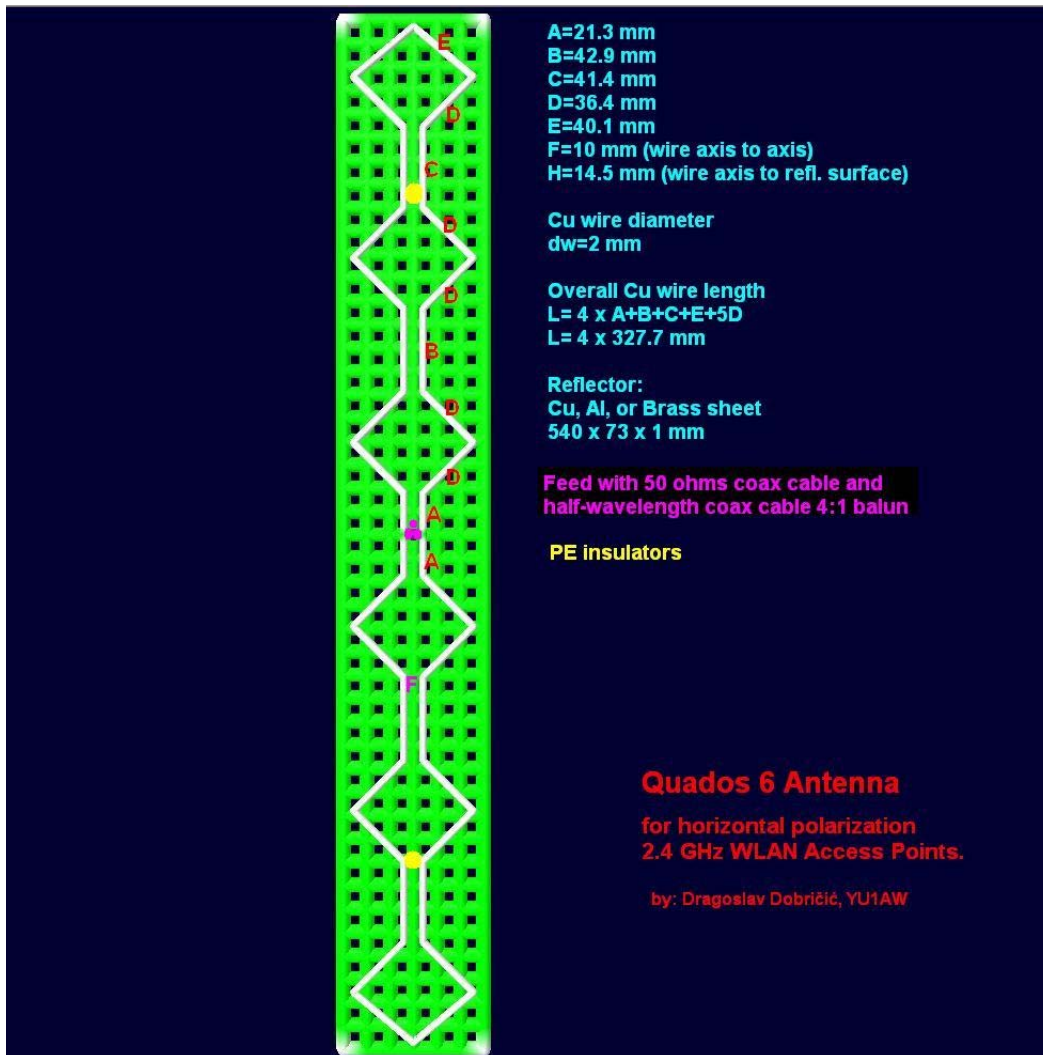 E
D
C
D
D
B
D
D
A
A
F
A=21.3 mm
B=42.9 mm
C=41.4 mm
D=36.4 mm
E=40.1 mm
F=10 mm (wire axis to axis)
H=14.5 mm (wire axis to refl. surface)
Cu wire diameter
dw=2 mm
Overall Cu wire length
L= 4 x A+B+C+E+5D
L= 4 x 327.7 mm
Reflector:
Cu, Al, or Brass sheet
540 x 73 x 1 mm
Feed with 50 ohms coax cable and
half-wavelength coax cable 4:1 balun
PE insulators
Quados 6 Antenna
for horizontal polarization
2.4 GHz WLAN Access Points.
by: Dragoslav Dobričić, YU1AW